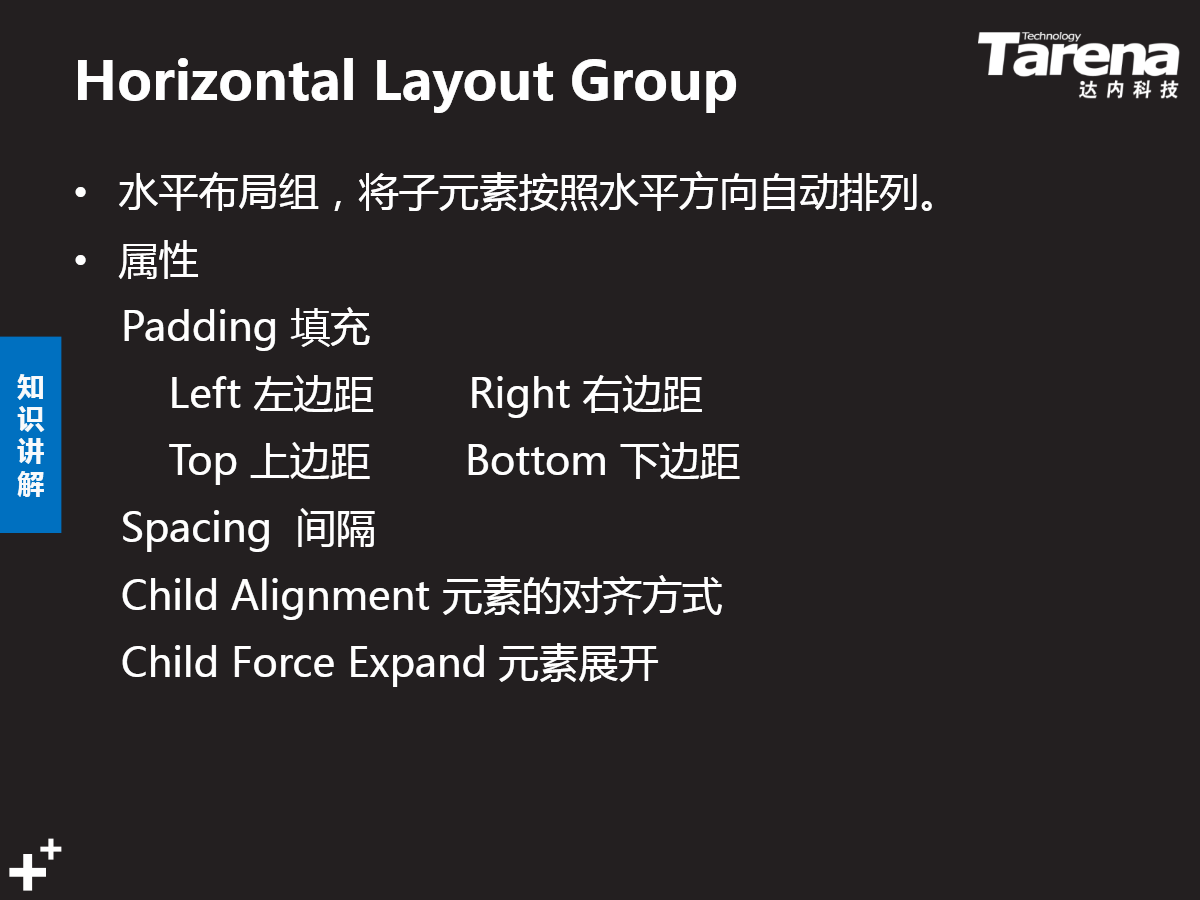 Horizontal Layout Group
Technology
Tarena
达内科技
• 水平布局组，将子元素按照水平方向自动排列。
• 属性
Padding 填充
Left 左边距 Right 右边距
Top 上边距 Bottom 下边距
Spacing 间隔
Child Alignment 元素的对齐方式
Child Force Expand 元素展开
知识讲解